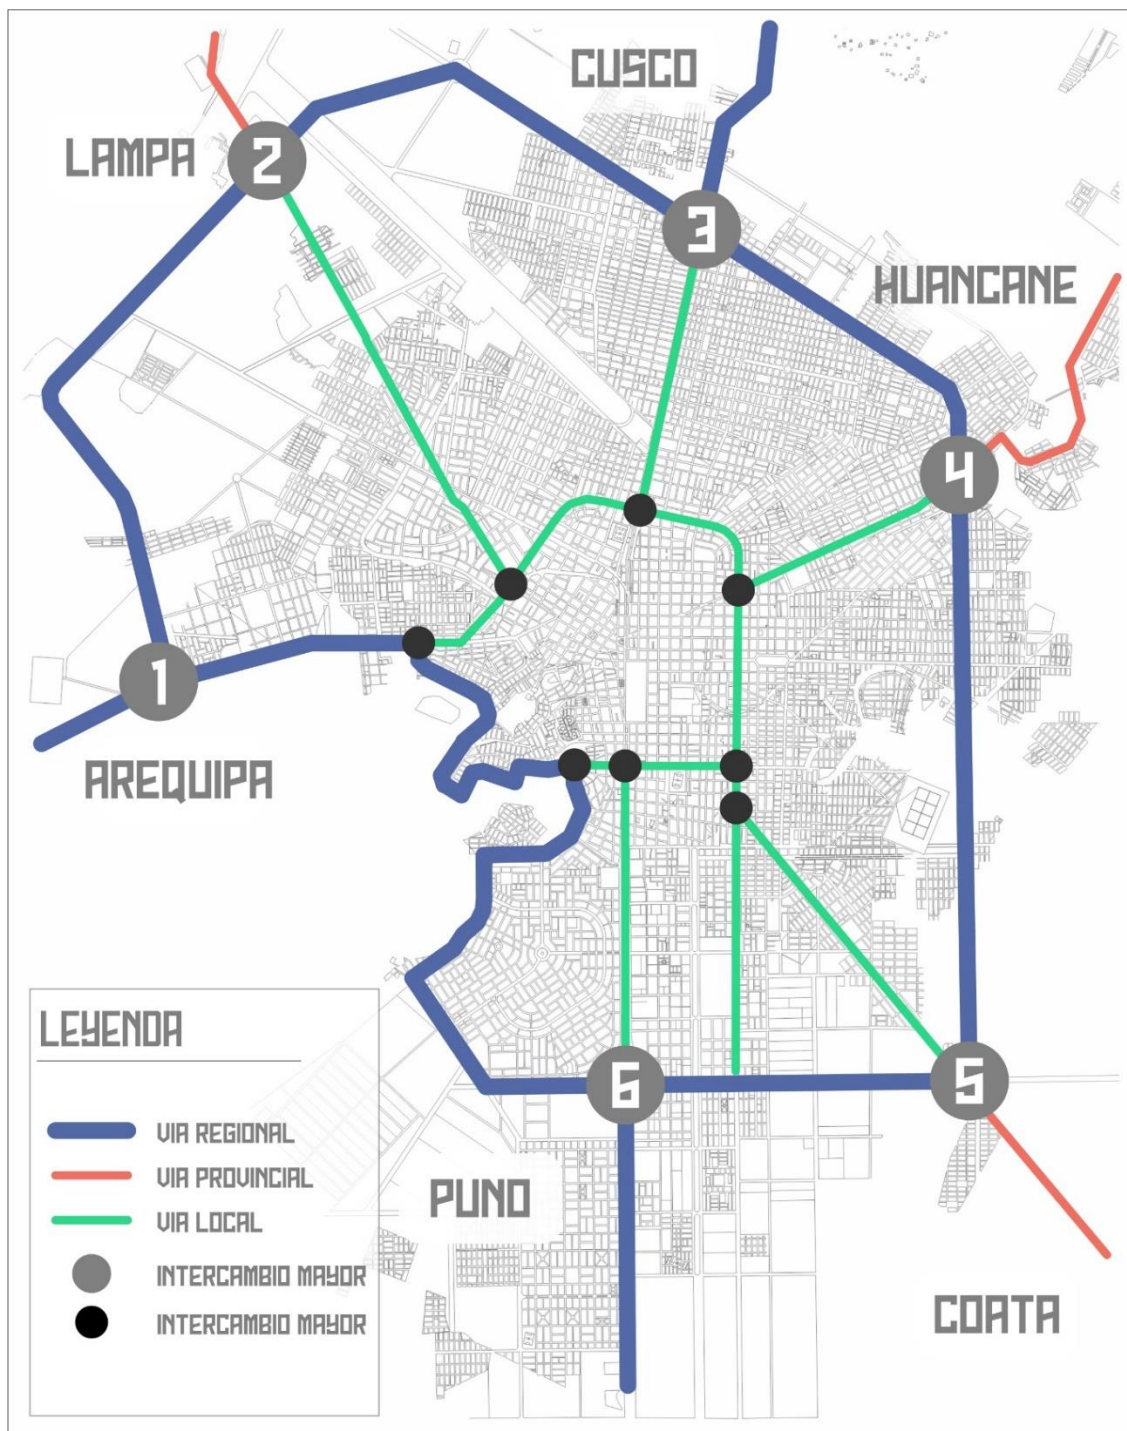 CUSCO
LAMPA
2
3
HUANCANE
4
1
AREQUIPA
6
5
PUNO
COATA
LEYENDA
VIA REGIONAL
VIA PROVINCIAL
VIA LOCAL
INTERCAMBIO MAYOR
INTERCAMBIO MAYOR